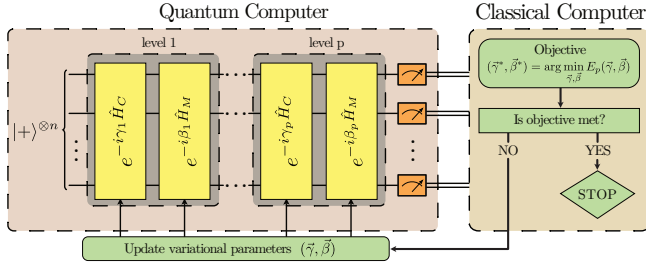 Quantum Computer
Classical Computer
level 1
level p
|+⟩^{⊗n}
e^{-iγ_1 Ĥ_C}
e^{-iβ_1 Ĥ_M}
e^{-iγ_p Ĥ_C}
e^{-iβ_p Ĥ_M}
Objective
(γ⃗*, β⃗*) = arg min E_p(γ⃗, β⃗)
γ⃗,β⃗
Is objective met?
NO
YES
STOP
Update variational parameters (γ⃗, β⃗)